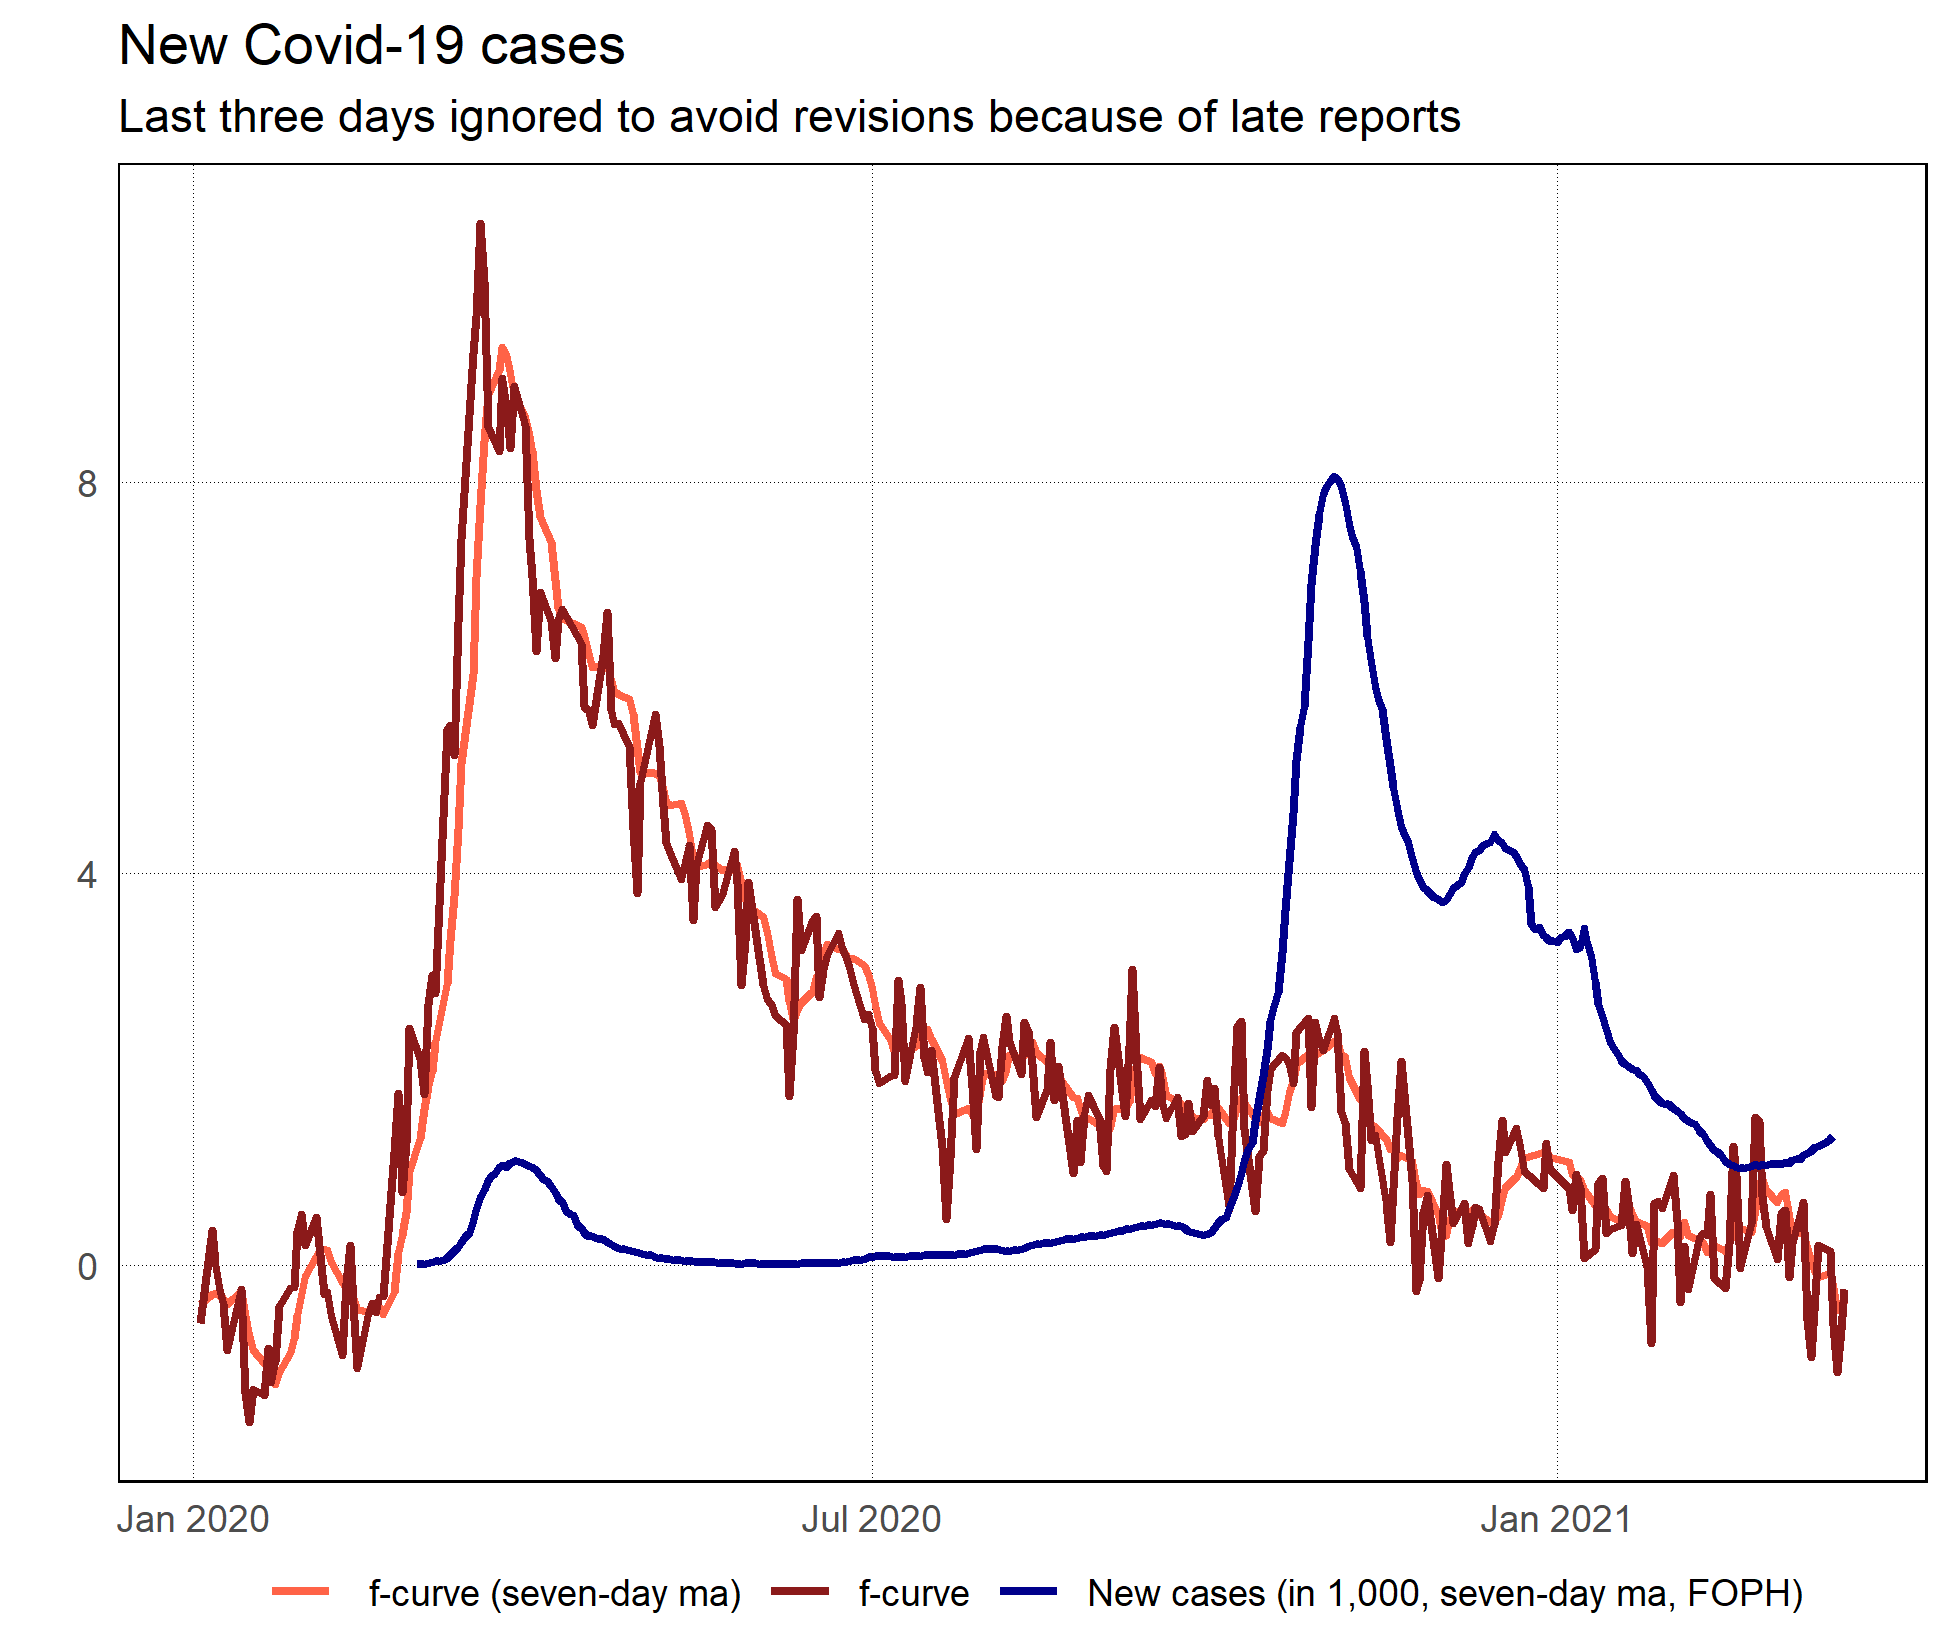 New Covid-19 cases
Last three days ignored to avoid revisions because of late reports
8
4
0
Jan 2020 Jul 2020 Jan 2021
f-curve (seven-day ma) f-curve New cases (in 1,000, seven-day ma, FOPH)